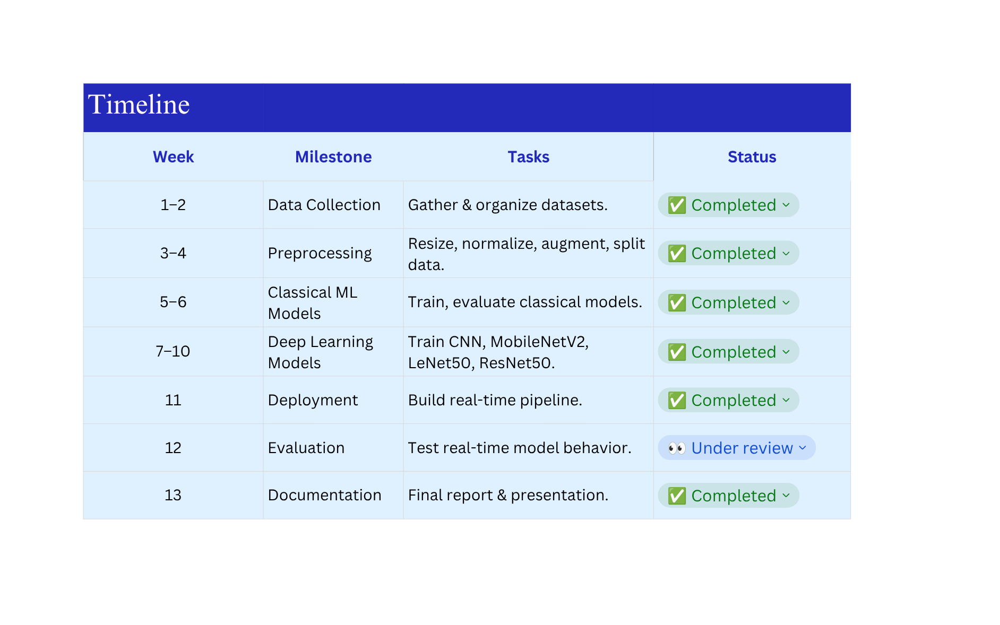 Timeline
Week Milestone Tasks Status
1–2 Data Collection Gather & organize datasets. ✅ Completed
3–4 Preprocessing Resize, normalize, augment, split
data. ✅ Completed
5–6 Classical ML
Models Train, evaluate classical models. ✅ Completed
7–10 Deep Learning
Models Train CNN, MobileNetV2,
LeNet50, ResNet50. ✅ Completed
11 Deployment Build real-time pipeline. ✅ Completed
12 Evaluation Test real-time model behavior. 👀 Under review
13 Documentation Final report & presentation. ✅ Completed